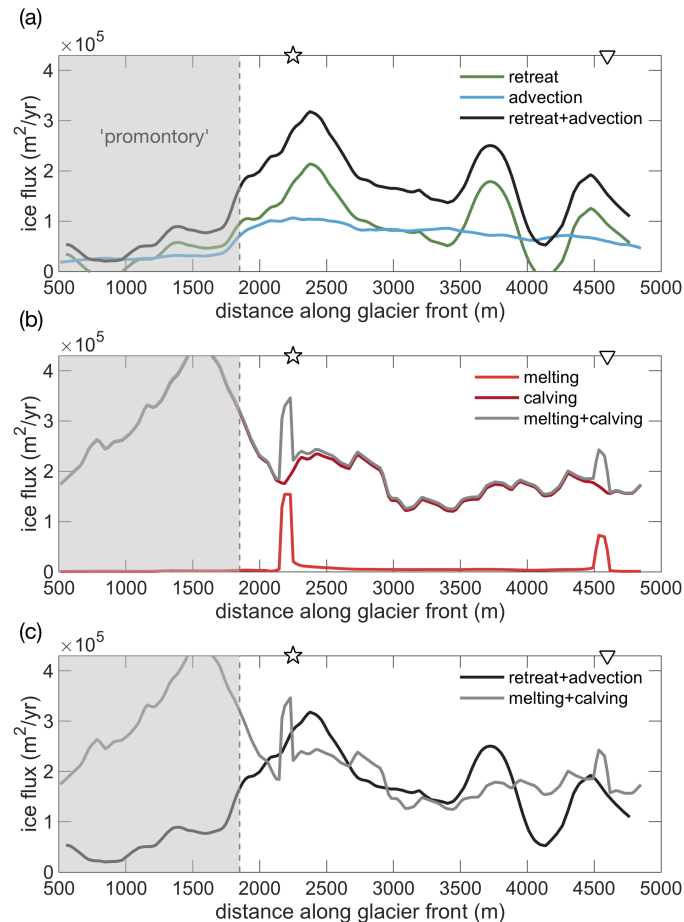 (a)
×10⁵
4
3
2
1
0
ice flux (m²/yr)
'promontory'
retreat
advection
retreat+advection
500 1000 1500 2000 2500 3000 3500 4000 4500 5000
distance along glacier front (m)
(b)
×10⁵
4
3
2
1
0
ice flux (m²/yr)
melting
calving
melting+calving
500 1000 1500 2000 2500 3000 3500 4000 4500 5000
distance along glacier front (m)
(c)
×10⁵
4
3
2
1
0
ice flux (m²/yr)
retreat+advection
melting+calving
500 1000 1500 2000 2500 3000 3500 4000 4500 5000
distance along glacier front (m)